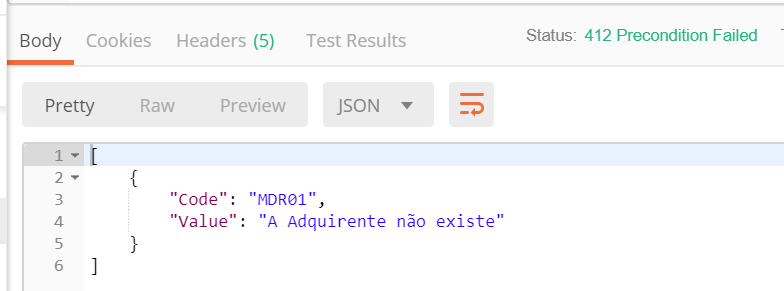 Body Cookies Headers (5) Test Results Status: 412 Precondition Failed
Pretty Raw Preview JSON
1 [
2 {
3 "Code": "MDR01",
4 "Value": "A Adquirente não existe"
5 }
6 ]